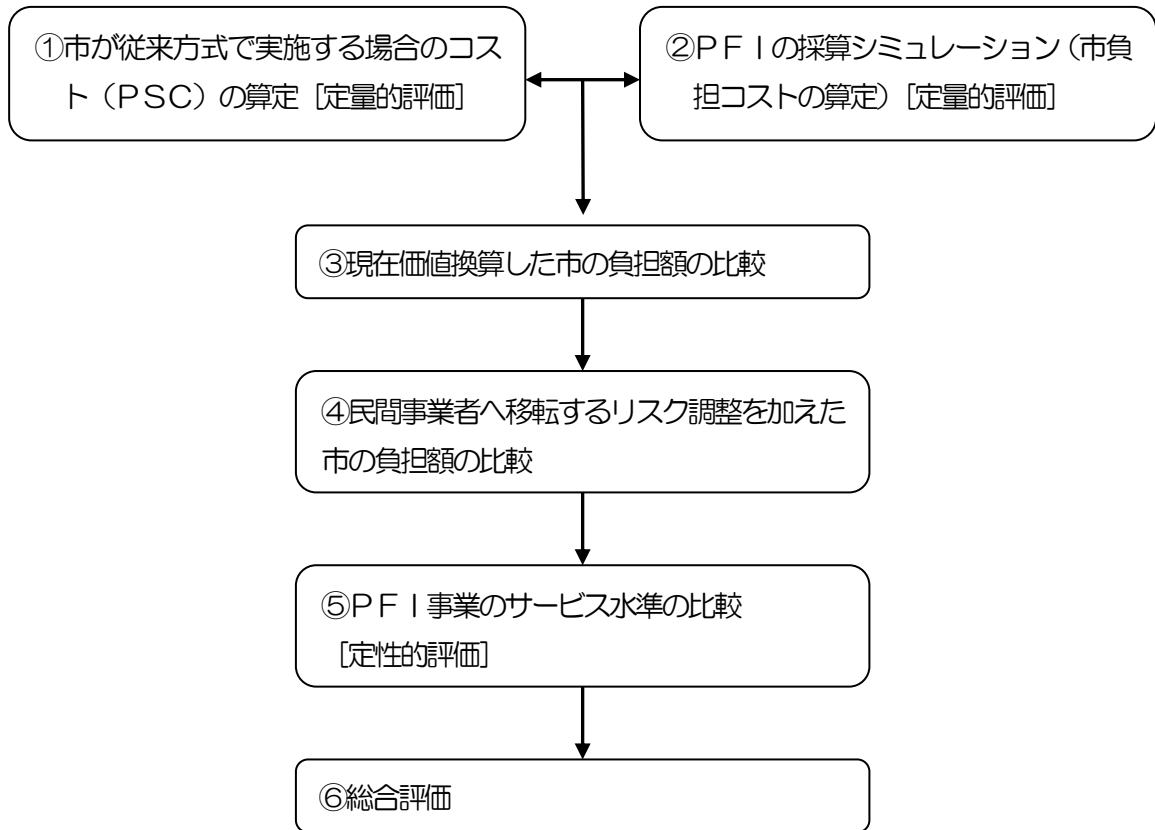 ①市が従来方式で実施する場合のコス
ト（ＰＳＣ）の算定［定量的評価］
②ＰＦＩの採算シミュレーション（市負
担コストの算定）［定量的評価］
③現在価値換算した市の負担額の比較
④民間事業者へ移転するリスク調整を加えた
市の負担額の比較
⑤ＰＦＩ事業のサービス水準の比較
［定性的評価］
⑥総合評価